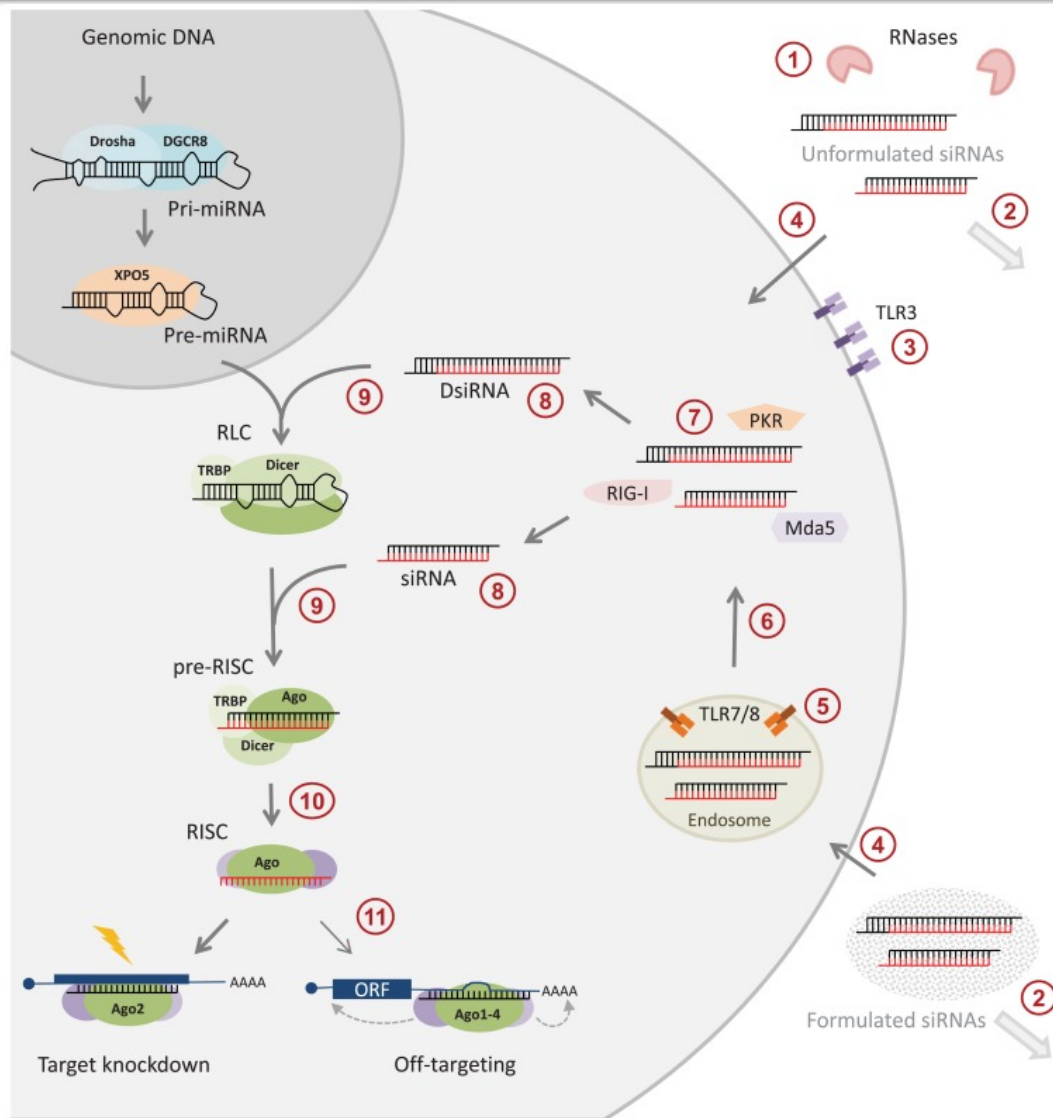 Genomic DNA
Drosha
DGCR8
Pri-miRNA
XPO5
Pre-miRNA
RNases
1
Unformulated siRNAs
2
4
TLR3
3
9
DsiRNA
8
7
PKR
RLC
TRBP
Dicer
RIG-I
Mda5
siRNA
8
9
6
pre-RISC
TRBP
Ago
Dicer
TLR7/8
5
Endosome
10
RISC
Ago
4
11
AAAA
Ago2
ORF
AAAA
Ago1-4
2
Formulated siRNAs
Target knockdown
Off-targeting